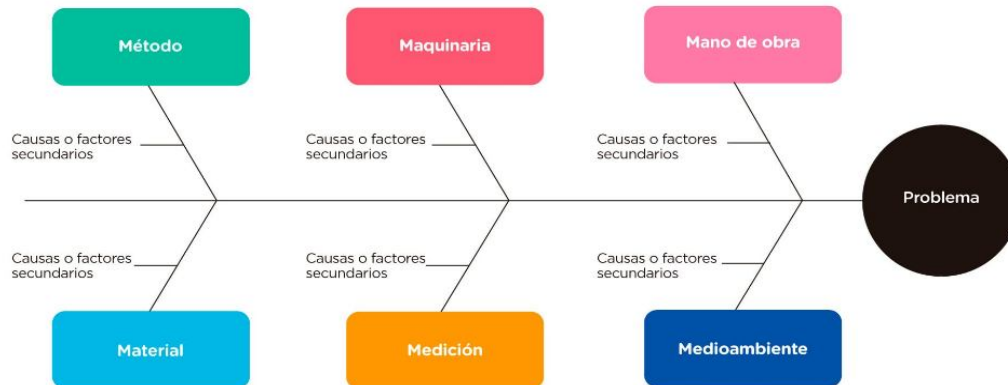 Método
Maquinaria
Mano de obra
Causas o factores
secundarios
Causas o factores
secundarios
Causas o factores
secundarios
Problema
Causas o factores
secundarios
Causas o factores
secundarios
Causas o factores
secundarios
Material
Medición
Medioambiente